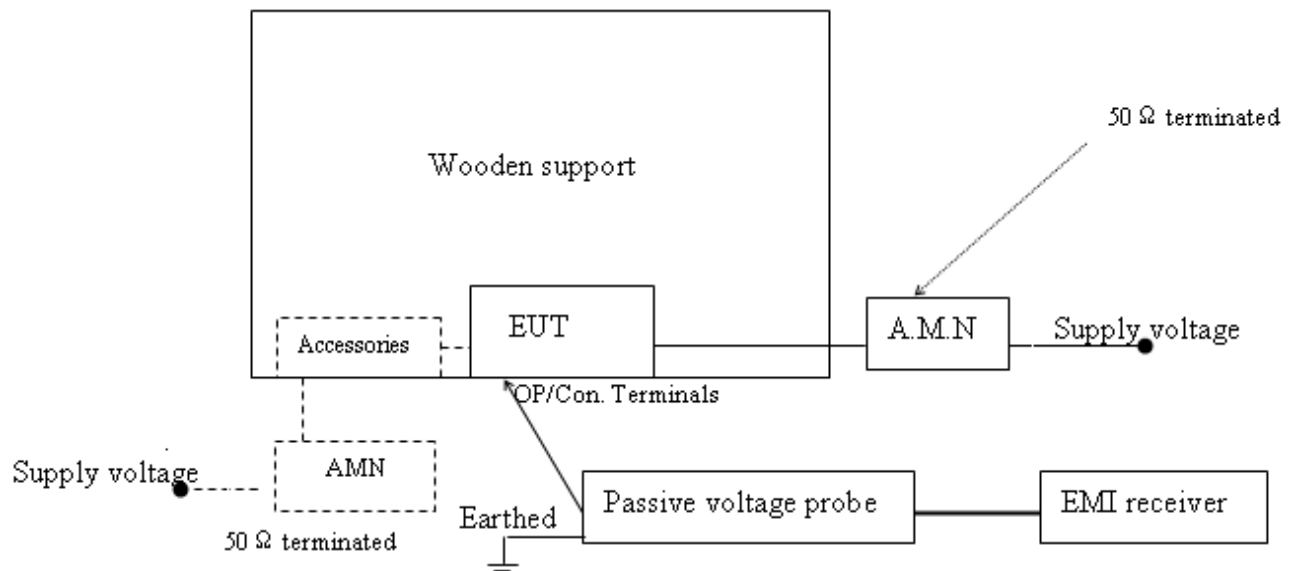 50 Ω terminated
Wooden support
EUT
A.M.N
Supply voltage
Accessories
OP/Con. Terminals
Supply voltage
AMN
Passive voltage probe
EMI receiver
Earthed
50 Ω terminated